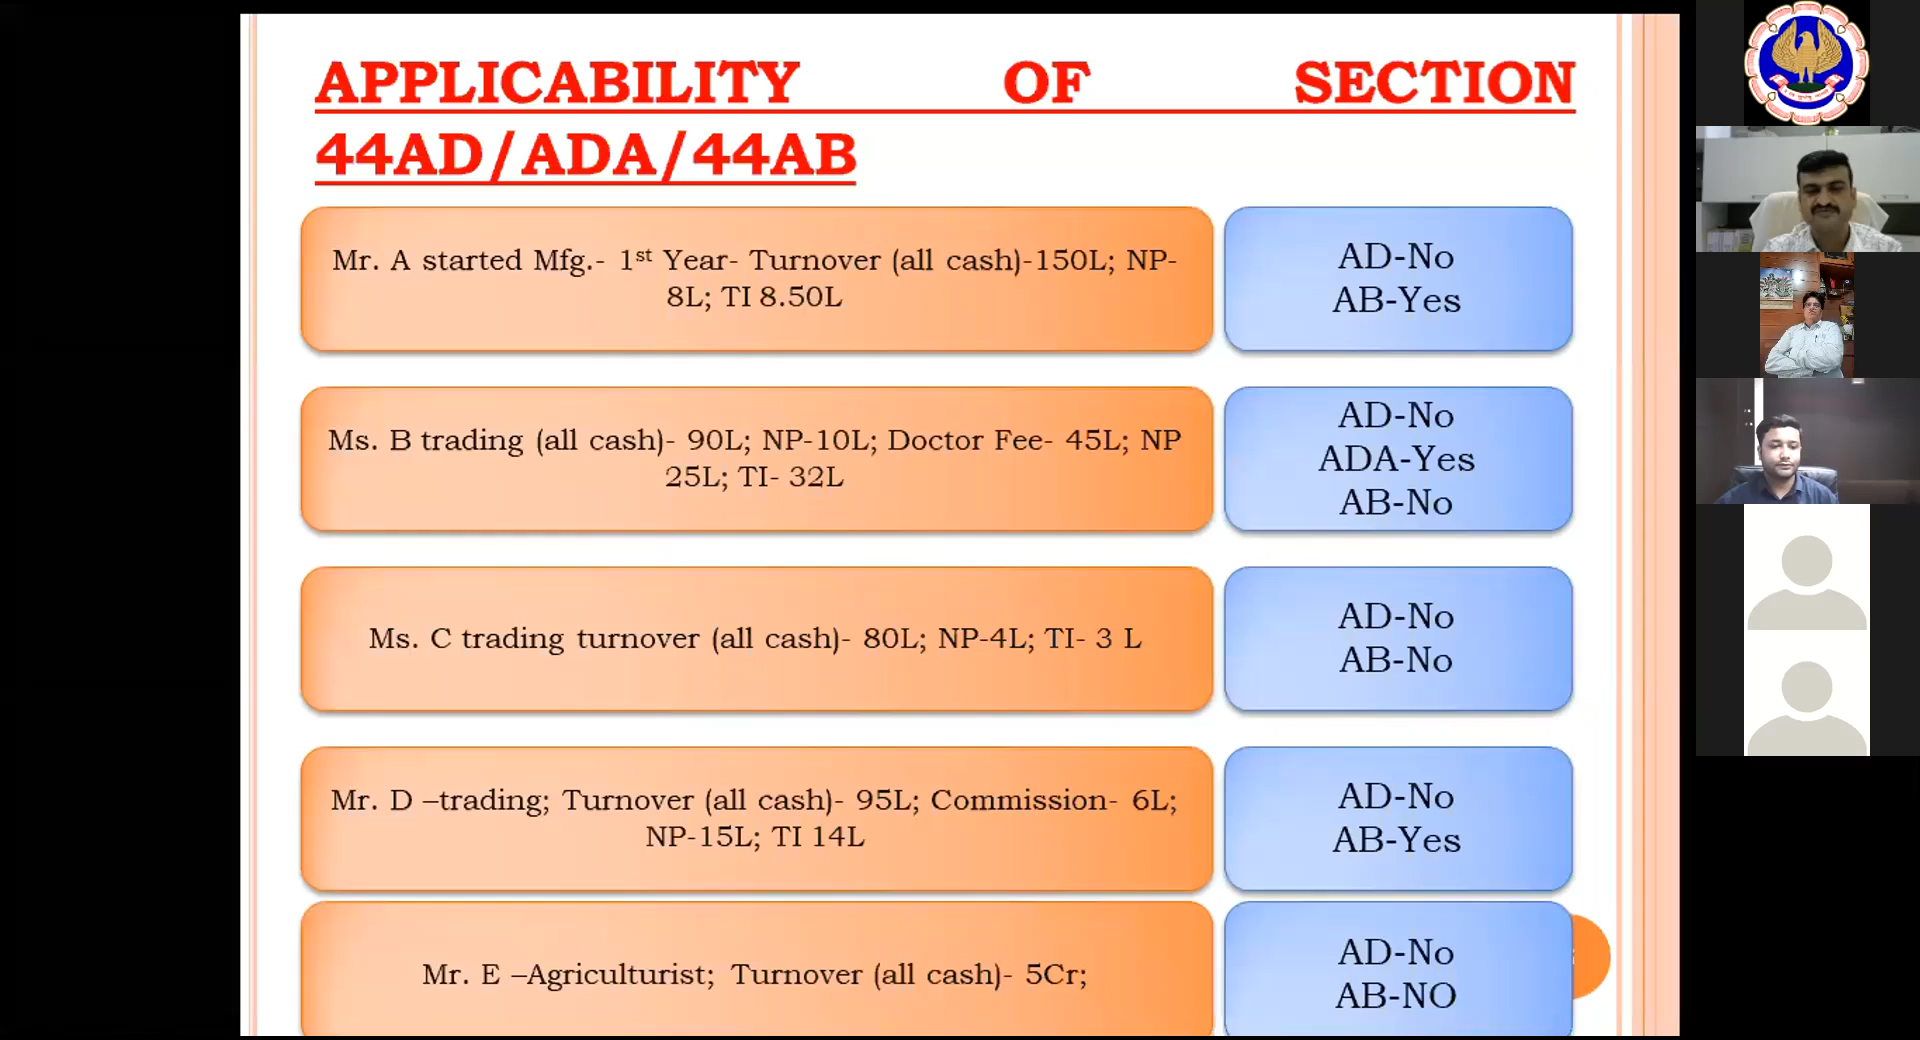 APPLICABILITY OF SECTION
44AD/ADA/44AB
Mr. A started Mfg.- 1st Year- Turnover (all cash)-150L; NP-
8L; TI 8.50L
AD-No
AB-Yes
Ms. B trading (all cash)- 90L; NP-10L; Doctor Fee- 45L; NP
25L; TI- 32L
AD-No
ADA-Yes
AB-No
Ms. C trading turnover (all cash)- 80L; NP-4L; TI- 3 L
AD-No
AB-No
Mr. D –trading; Turnover (all cash)- 95L; Commission- 6L;
NP-15L; TI 14L
AD-No
AB-Yes
Mr. E –Agriculturist; Turnover (all cash)- 5Cr;
AD-No
AB-NO